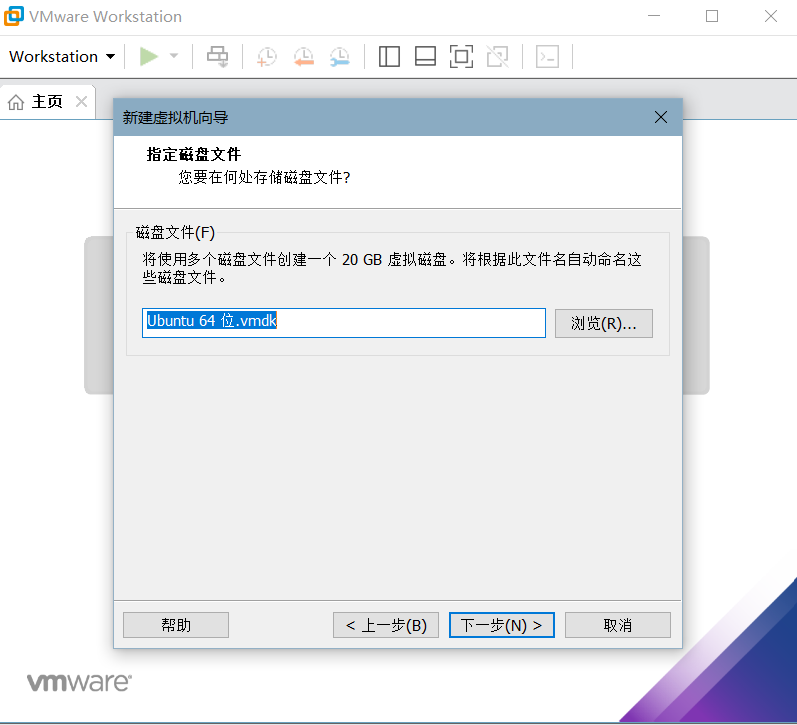 VMware Workstation
Workstation
主页
新建虚拟机向导
指定磁盘文件
您要在何处存储磁盘文件?
磁盘文件(F)
将使用多个磁盘文件创建一个 20 GB 虚拟磁盘。将根据此文件名自动命名这
些磁盘文件。
Ubuntu 64 位.vmdk
浏览(R)...
帮助
< 上一步(B)
下一步(N) >
取消
vmware